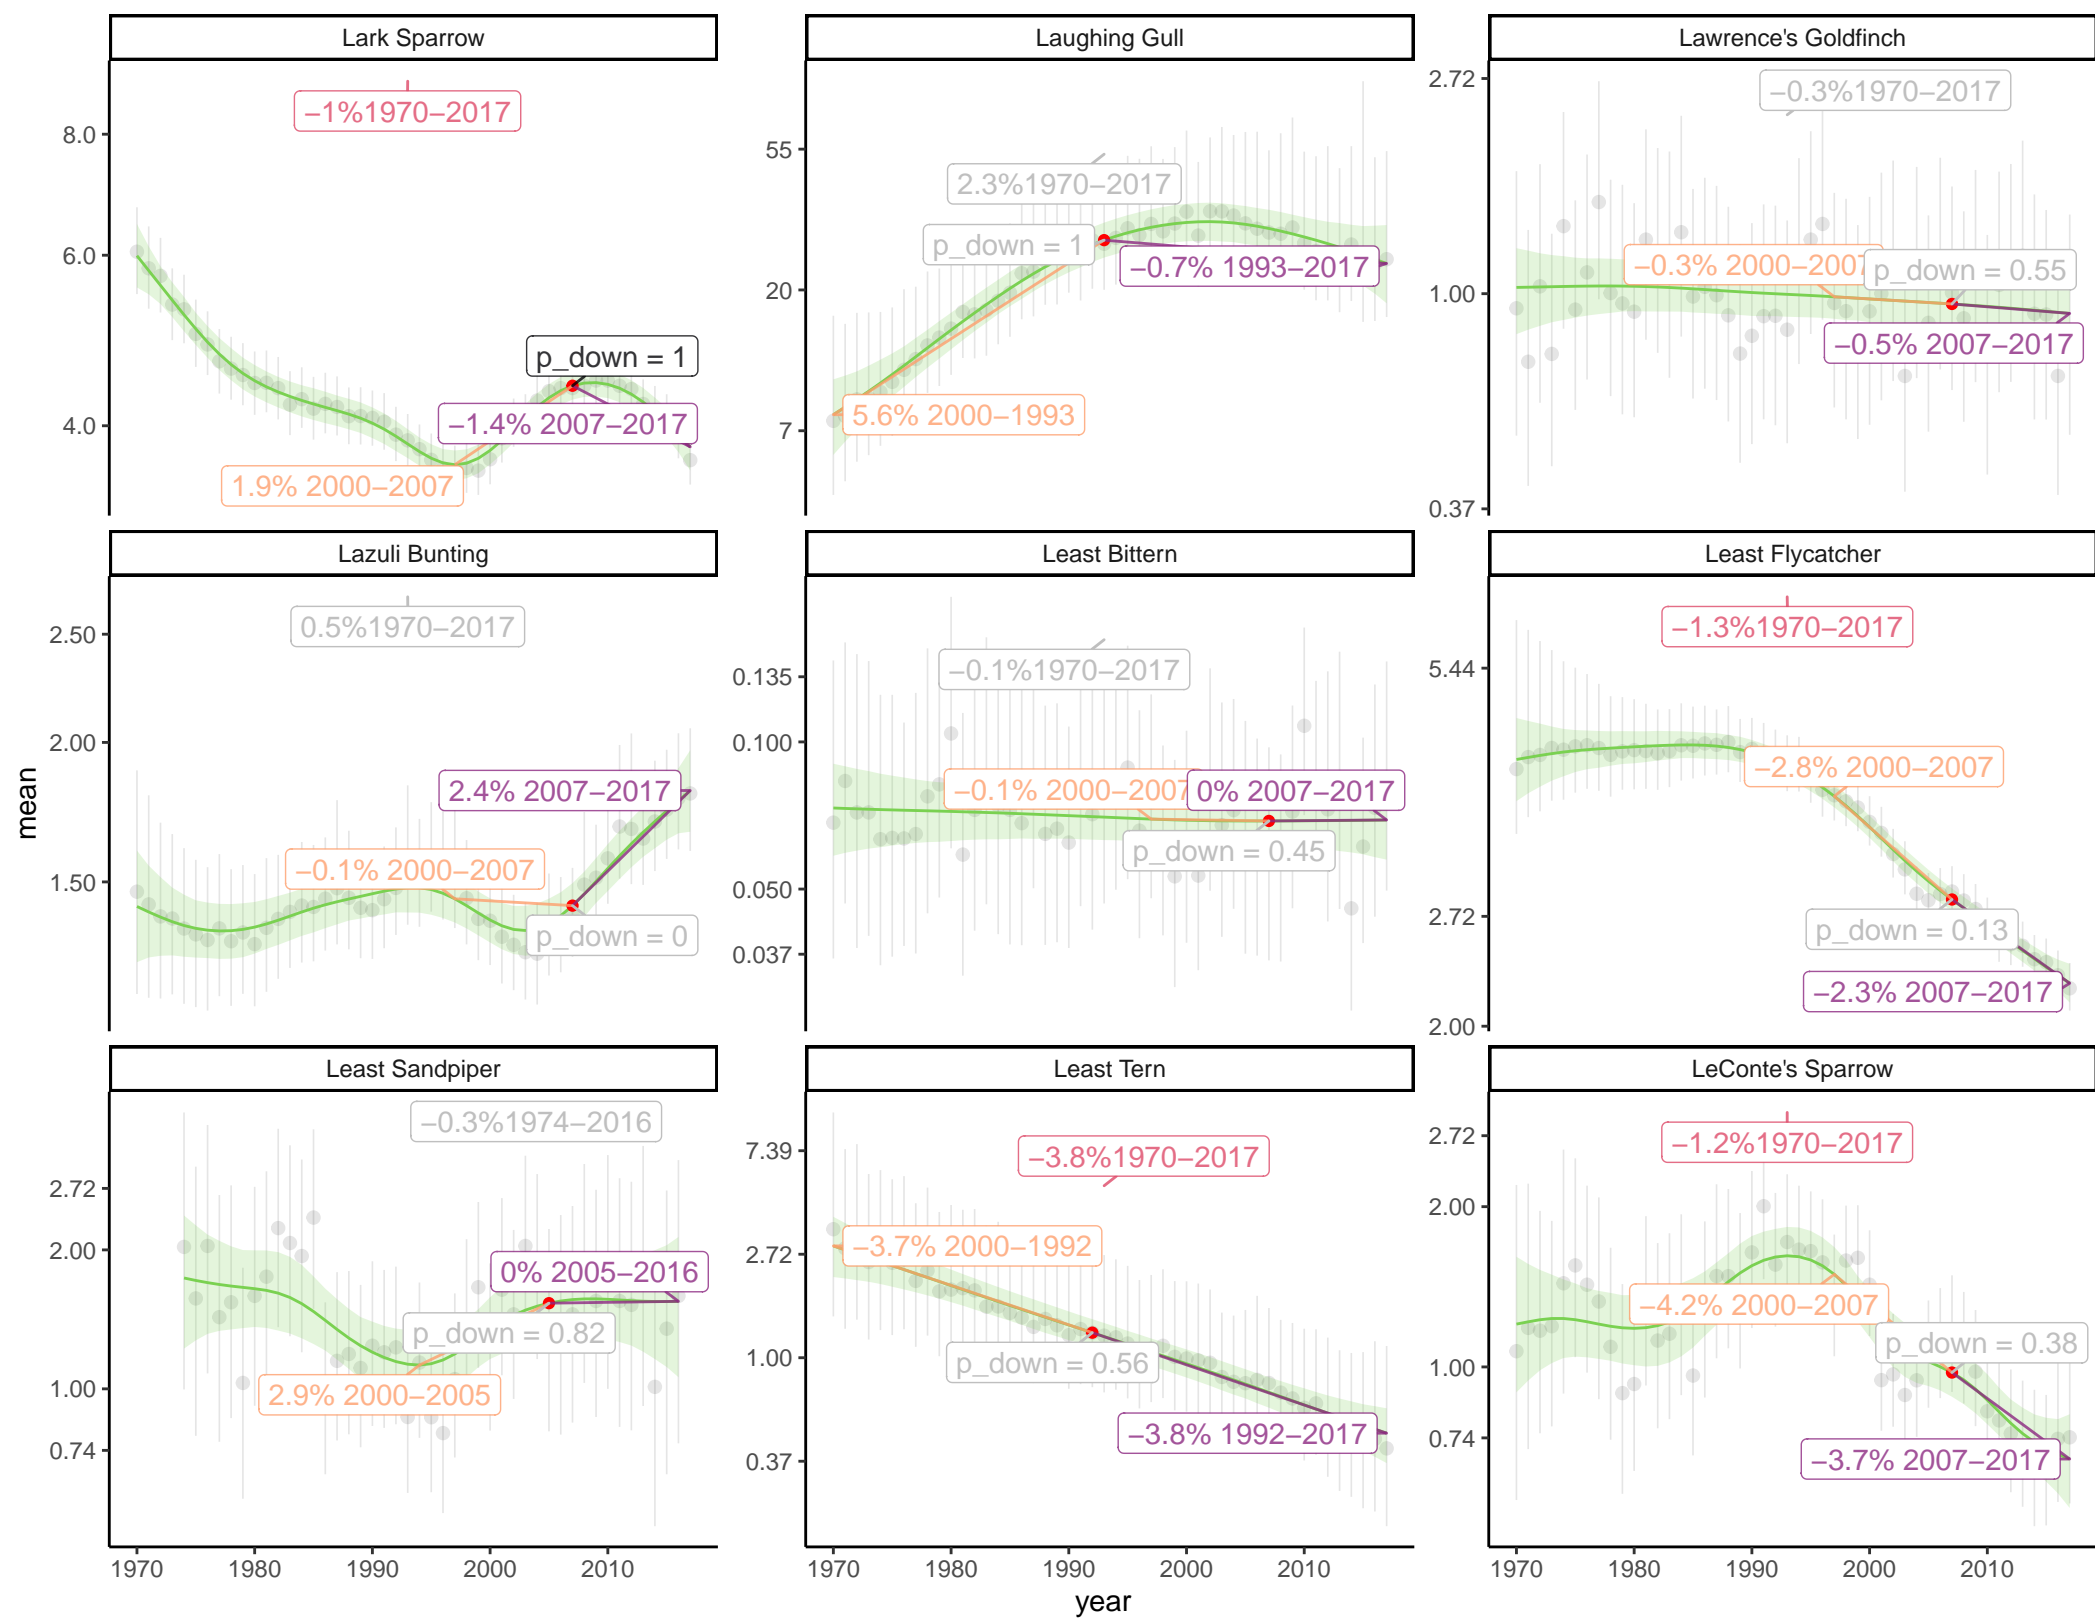 Lark Sparrow
Laughing Gull
Lawrence's Goldfinch
−1%1970−2017
p_down = 1
−1.4% 2007−2017
1.9% 2000−2007
8.0
6.0
4.0
2.3%1970−2017
p_down = 1
−0.7% 1993−2017
5.6% 2000−1993
55
20
7
−0.3%1970−2017
−0.3% 2000−2007
p_down = 0.55
−0.5% 2007−2017
2.72
1.00
0.37
Lazuli Bunting
Least Bittern
Least Flycatcher
0.5%1970−2017
2.4% 2007−2017
−0.1% 2000−2007
p_down = 0
2.50
2.00
1.50
−0.1%1970−2017
−0.1% 2000−2007
0% 2007−2017
p_down = 0.45
0.135
0.100
0.050
0.037
−1.3%1970−2017
−2.8% 2000−2007
p_down = 0.13
−2.3% 2007−2017
5.44
2.72
2.00
Least Sandpiper
Least Tern
LeConte's Sparrow
−0.3%1974−2016
0% 2005−2016
p_down = 0.82
2.9% 2000−2005
2.72
2.00
1.00
0.74
−3.8%1970−2017
−3.7% 2000−1992
p_down = 0.56
−3.8% 1992−2017
7.39
2.72
1.00
0.37
−1.2%1970−2017
−4.2% 2000−2007
p_down = 0.38
−3.7% 2007−2017
2.72
2.00
1.00
0.74
1970 1980 1990 2000 2010
1970 1980 1990 2000 2010
1970 1980 1990 2000 2010
year
mean